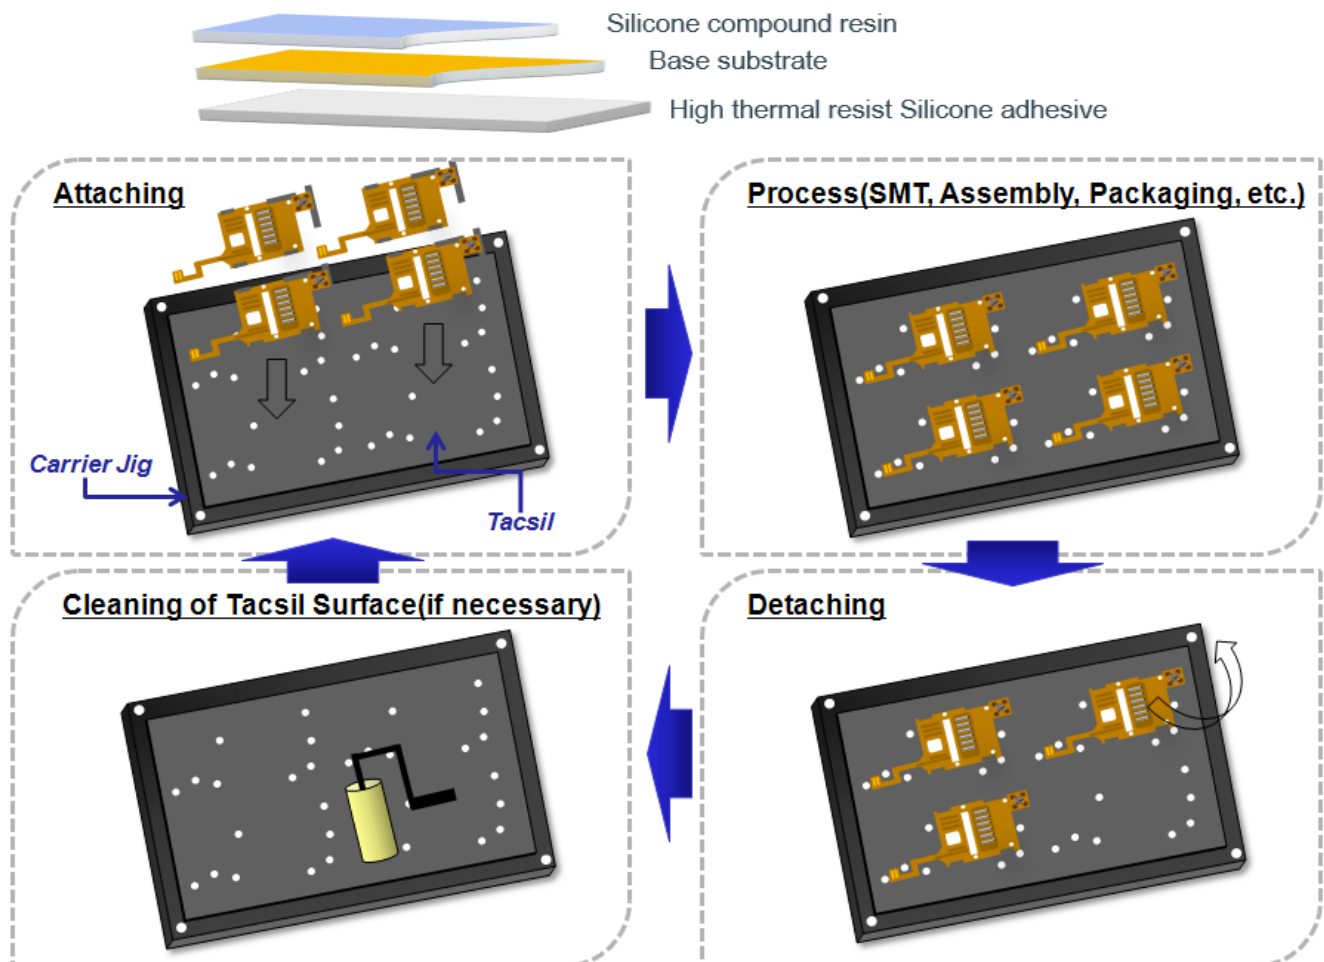 Silicone compound resin
Base substrate
High thermal resist Silicone adhesive
Attaching
Process(SMT, Assembly, Packaging, etc.)
Carrier Jig
Tacsil
Cleaning of Tacsil Surface(if necessary)
Detaching